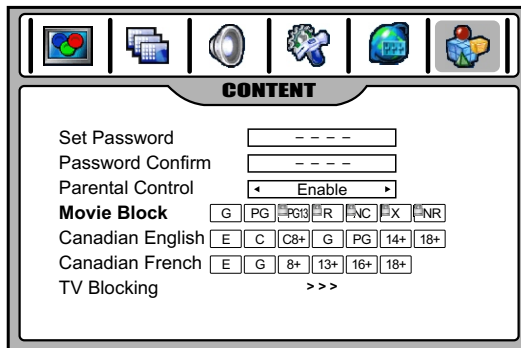 CONTENT
Set Password – – – –
Password Confirm – – – –
Parental Control ◂ Enable ▸
Movie Block G PG PG13 R NC X NR
Canadian English E C C8+ G PG 14+ 18+
Canadian French E G 8+ 13+ 16+ 18+
TV Blocking >>>